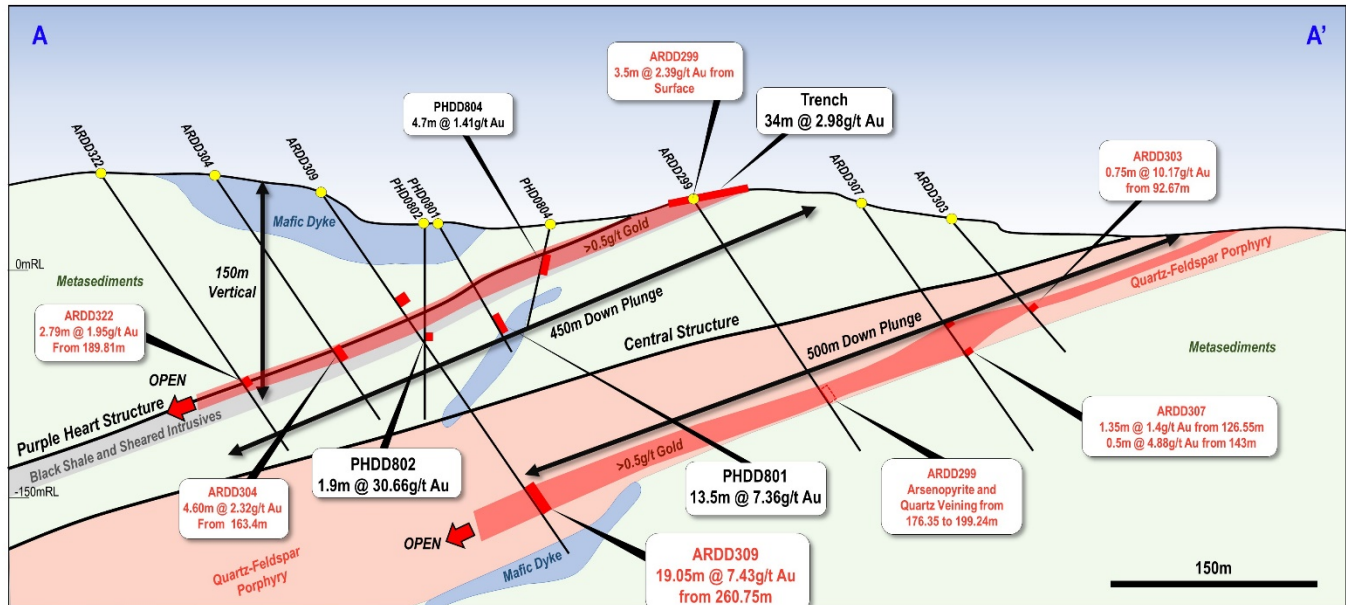 A
A'
ARDD299
3.5m @ 2.39g/t Au from
Surface
Trench
34m @ 2.98g/t Au
PHDD804
4.7m @ 1.41g/t Au
ARDD303
0.75m @ 10.17g/t Au
from 92.67m
ARDD322
ARDD304
ARDD309
PHD0802
PHD0801
PHD0804
ARDD299
ARDD307
ARDD303
Mafic Dyke
>0.5g/t Gold
Quartz-Feldspar Porphyry
0mRL
Metasediments
150m
Vertical
450m Down Plunge
Central Structure
500m Down Plunge
Metasediments
ARDD322
2.79m @ 1.95g/t Au
From 189.81m
OPEN
Purple Heart Structure
Black Shale and Sheared Intrusives
ARDD307
1.35m @ 1.4g/t Au from 126.55m
0.5m @ 4.88g/t Au from 143m
>0.5g/t Gold
PHDD802
1.9m @ 30.66g/t Au
PHDD801
13.5m @ 7.36g/t Au
ARDD299
Arsenopyrite and
Quartz Veining from
176.35 to 199.24m
-150mRL
ARDD304
4.60m @ 2.32g/t Au
From 163.4m
OPEN
Quartz-Feldspar
Porphyry
Mafic Dyke
ARDD309
19.05m @ 7.43g/t Au
from 260.75m
150m